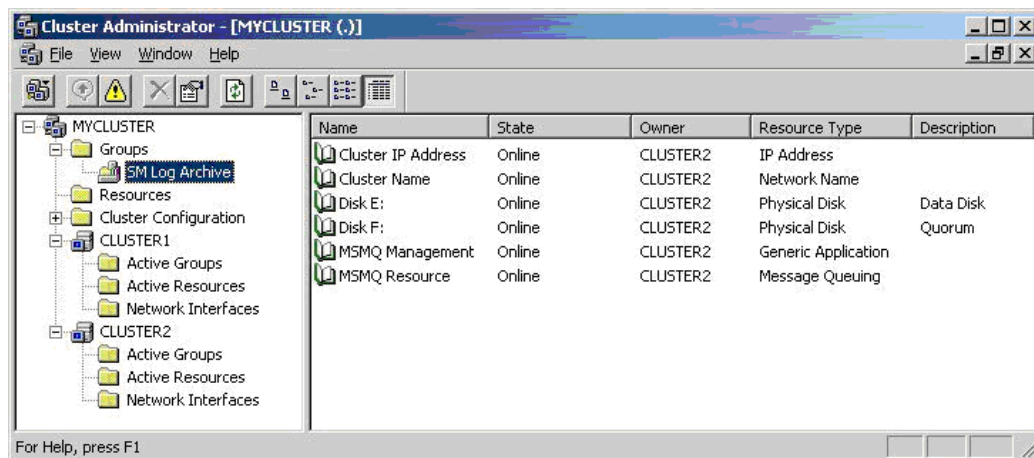 Cluster Administrator - [MYCLUSTER (.)]
File View Window Help
MYCLUSTER
Groups
SM Log Archive
Resources
Cluster Configuration
CLUSTER1
Active Groups
Active Resources
Network Interfaces
CLUSTER2
Active Groups
Active Resources
Network Interfaces
Name State Owner Resource Type Description
Cluster IP Address Online CLUSTER2 IP Address
Cluster Name Online CLUSTER2 Network Name
Disk E: Online CLUSTER2 Physical Disk Data Disk
Disk F: Online CLUSTER2 Physical Disk Quorum
MSMQ Management Online CLUSTER2 Generic Application
MSMQ Resource Online CLUSTER2 Message Queuing
For Help, press F1